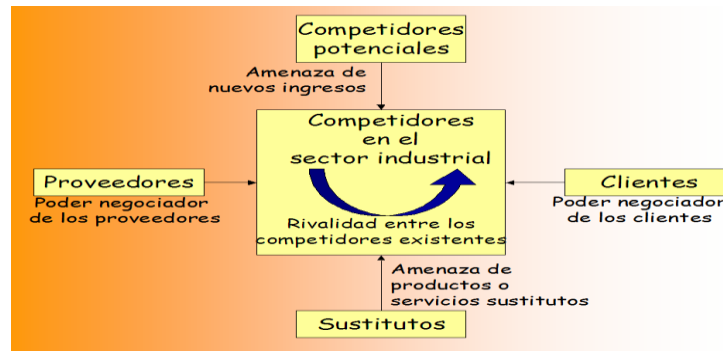 Competidores
potenciales
Amenaza de
nuevos ingresos
Competidores
en el
sector industrial
Proveedores
Poder negociador
de los proveedores
Clientes
Poder negociador
de los clientes
Rivalidad entre los
competidores existentes
Amenaza de
productos o
servicios sustitutos
Sustitutos